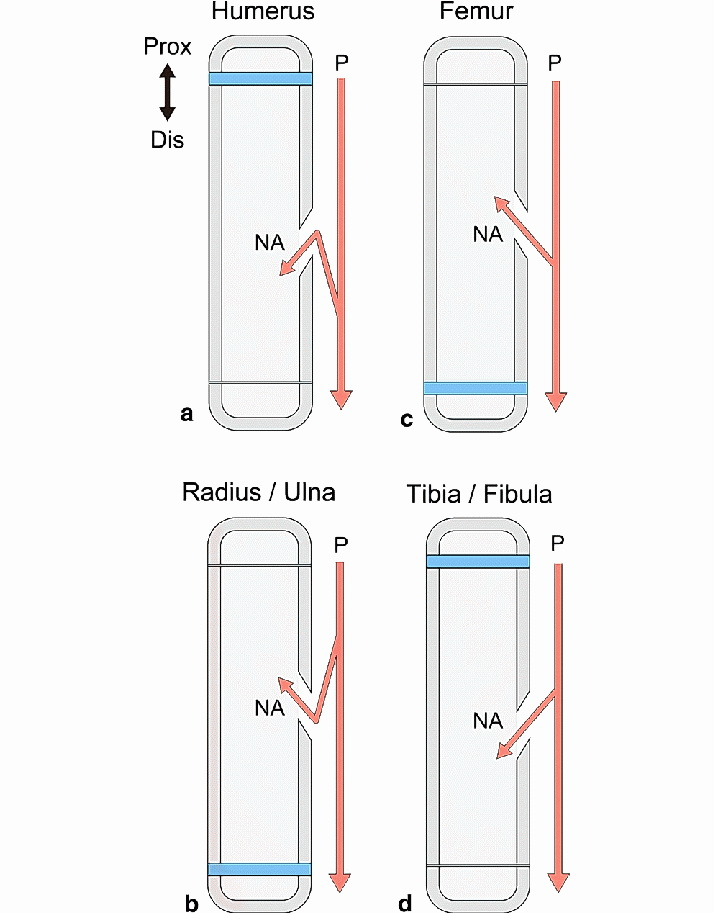 Humerus
Femur
Prox
Dis
P
P
NA
NA
a
c
Radius / Ulna
Tibia / Fibula
P
P
NA
NA
b
d